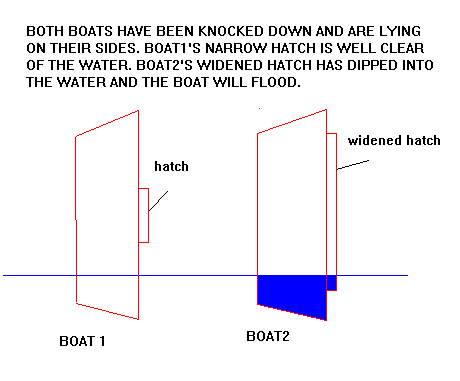 BOTH BOATS HAVE BEEN KNOCKED DOWN AND ARE LYING
ON THEIR SIDES. BOAT1'S NARROW HATCH IS WELL CLEAR
OF THE WATER. BOAT2'S WIDENED HATCH HAS DIPPED INTO
THE WATER AND THE BOAT WILL FLOOD.
hatch
widened hatch
BOAT 1
BOAT2